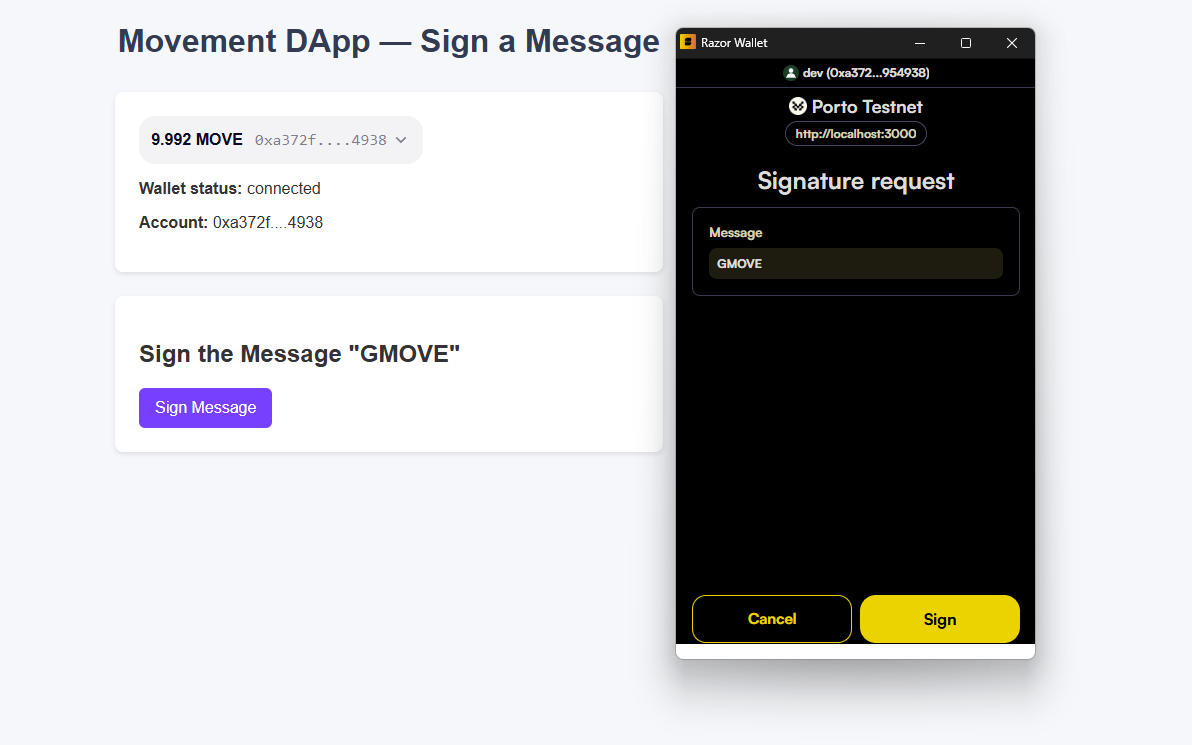 Movement DApp — Sign a Message
9.992 MOVE 0xa372f....4938
Wallet status: connected
Account: 0xa372f....4938
Sign the Message "GMOVE"
Sign Message
Razor Wallet
dev (0xa372...954938)
Porto Testnet
http://localhost:3000
Signature request
Message
GMOVE
Cancel
Sign